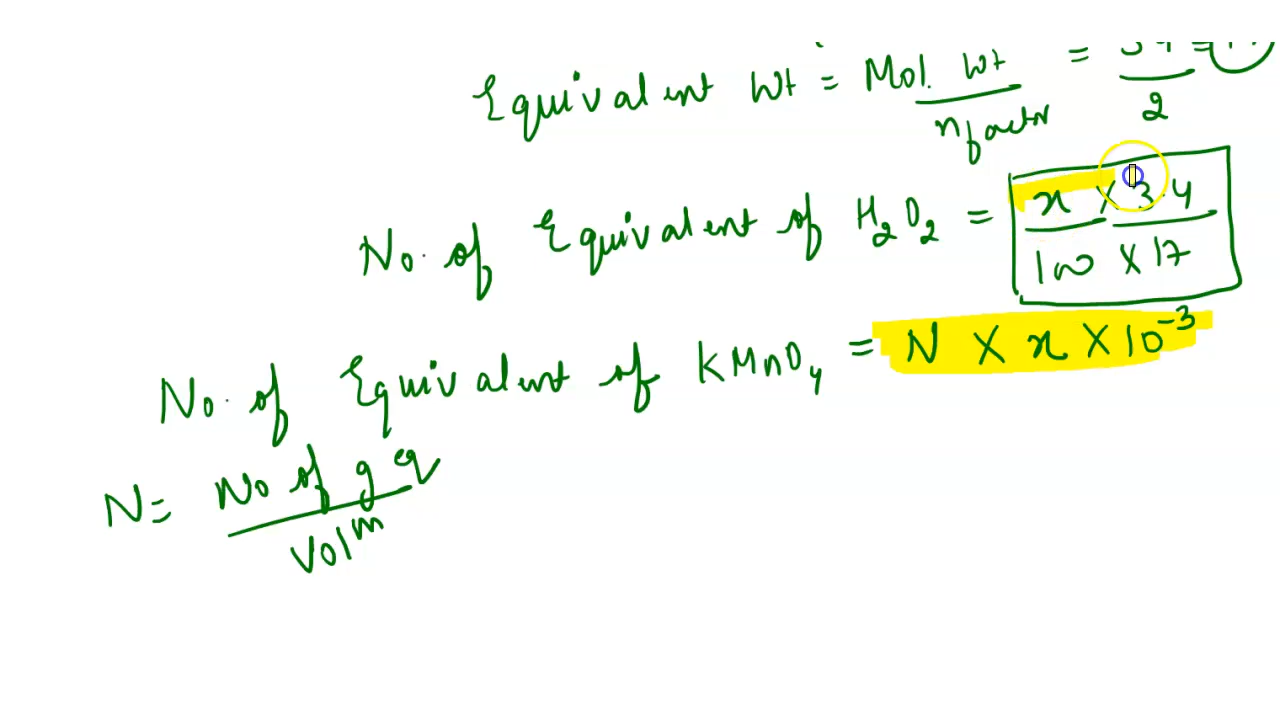 Equivalent Wt = Mol. Wt / n factor = 34 / 2 =
No. of Equivalent of H₂O₂ = x × 3.4 / 100 × 17
No. of Equivalent of KMnO₄ = N × x × 10⁻³
N = No of g eq / Volᵐ